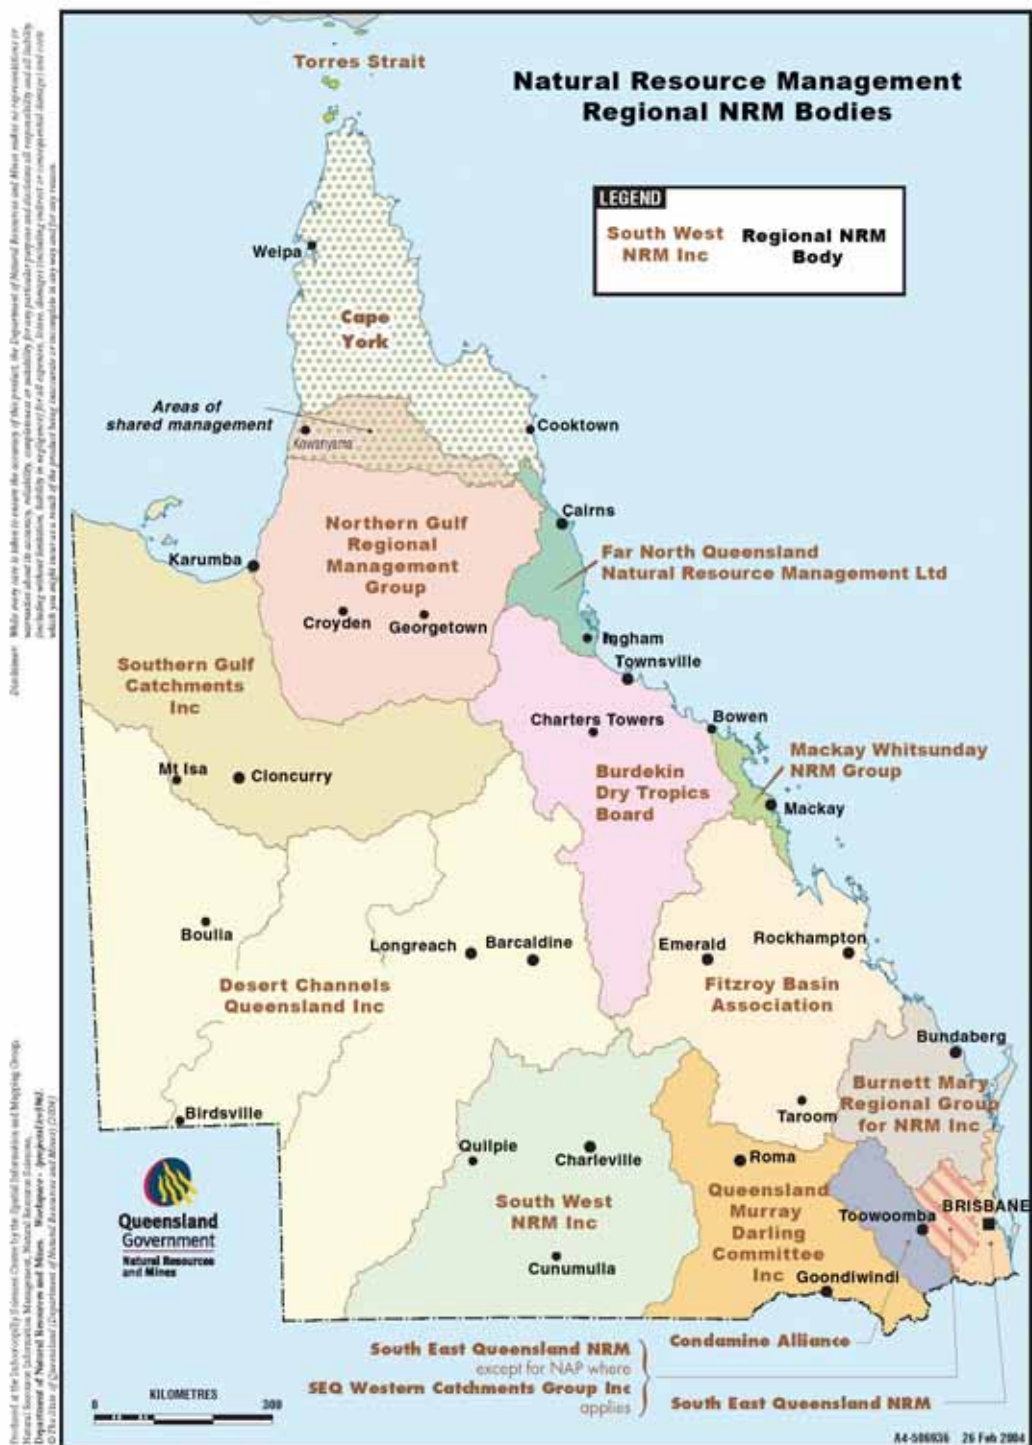 Torres Strait
Natural Resource Management
Regional NRM Bodies
LEGEND
South West
NRM Inc
Regional NRM
Body
Weipa
Cape
York
Areas of
shared management
Kowanyama
Cooktown
Cairns
Northern Gulf
Regional
Management
Group
Karumba
Far North Queensland
Natural Resource Management Ltd
Croyden
Georgetown
Ingham
Townsville
Southern Gulf
Catchments
Inc
Charters Towers
Bowen
Mackay Whitsunday
NRM Group
Mt Isa
Cloncurry
Burdekin
Dry Tropics
Board
Mackay
Boulia
Longreach
Barcaldine
Emerald
Rockhampton
Desert Channels
Queensland Inc
Fitzroy Basin
Association
Bundaberg
Burnett Mary
Regional Group
for NRM Inc
Birdsville
Taroom
Quilpie
Charleville
Roma
South West
NRM Inc
Queensland
Murray
Darling
Committee
Inc
Toowoomba
BRISBANE
Cunumulla
Goondiwindi
Queensland
Government
Natural Resources
and Mines
South East Queensland NRM
except for NAP where
SEQ Western Catchments Group Inc
applies
Condamine Alliance
South East Queensland NRM
KILOMETRES
0 300
A4-506936 26 Feb 2004